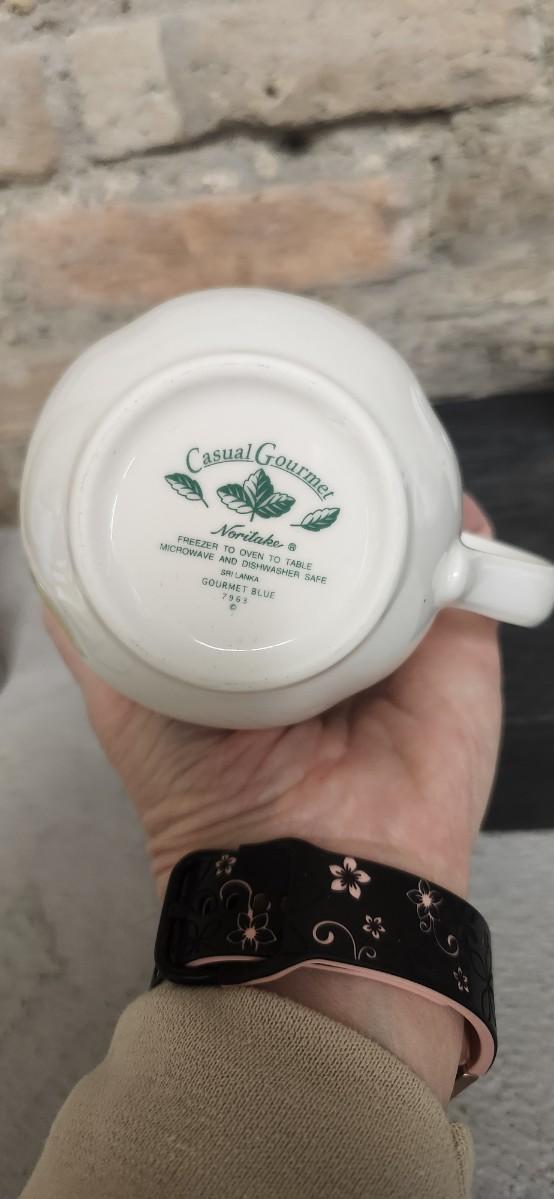 Casual Gourmet
Noritake ®
FREEZER TO OVEN TO TABLE
MICROWAVE AND DISHWASHER SAFE
SRI LANKA
GOURMET BLUE
7963
©